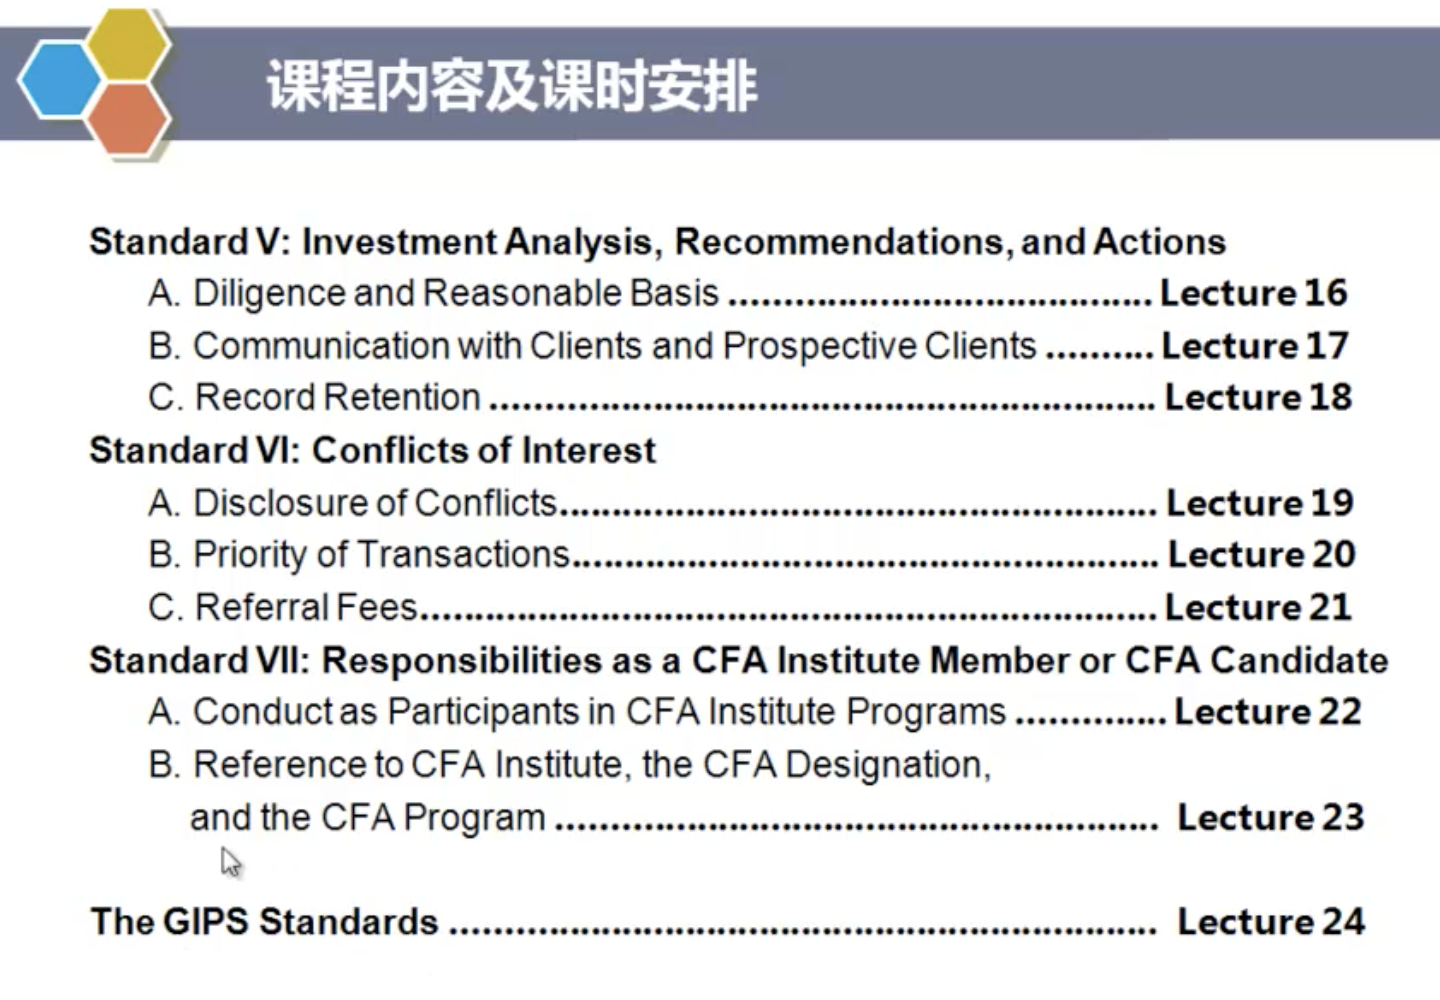 课程内容及课时安排
Standard V: Investment Analysis, Recommendations, and Actions
A. Diligence and Reasonable Basis ........................................ Lecture 16
B. Communication with Clients and Prospective Clients .......... Lecture 17
C. Record Retention ............................................................... Lecture 18
Standard VI: Conflicts of Interest
A. Disclosure of Conflicts......................................................... Lecture 19
B. Priority of Transactions........................................................ Lecture 20
C. Referral Fees...................................................................... Lecture 21
Standard VII: Responsibilities as a CFA Institute Member or CFA Candidate
A. Conduct as Participants in CFA Institute Programs .............. Lecture 22
B. Reference to CFA Institute, the CFA Designation,
and the CFA Program ......................................................... Lecture 23
The GIPS Standards ................................................................... Lecture 24